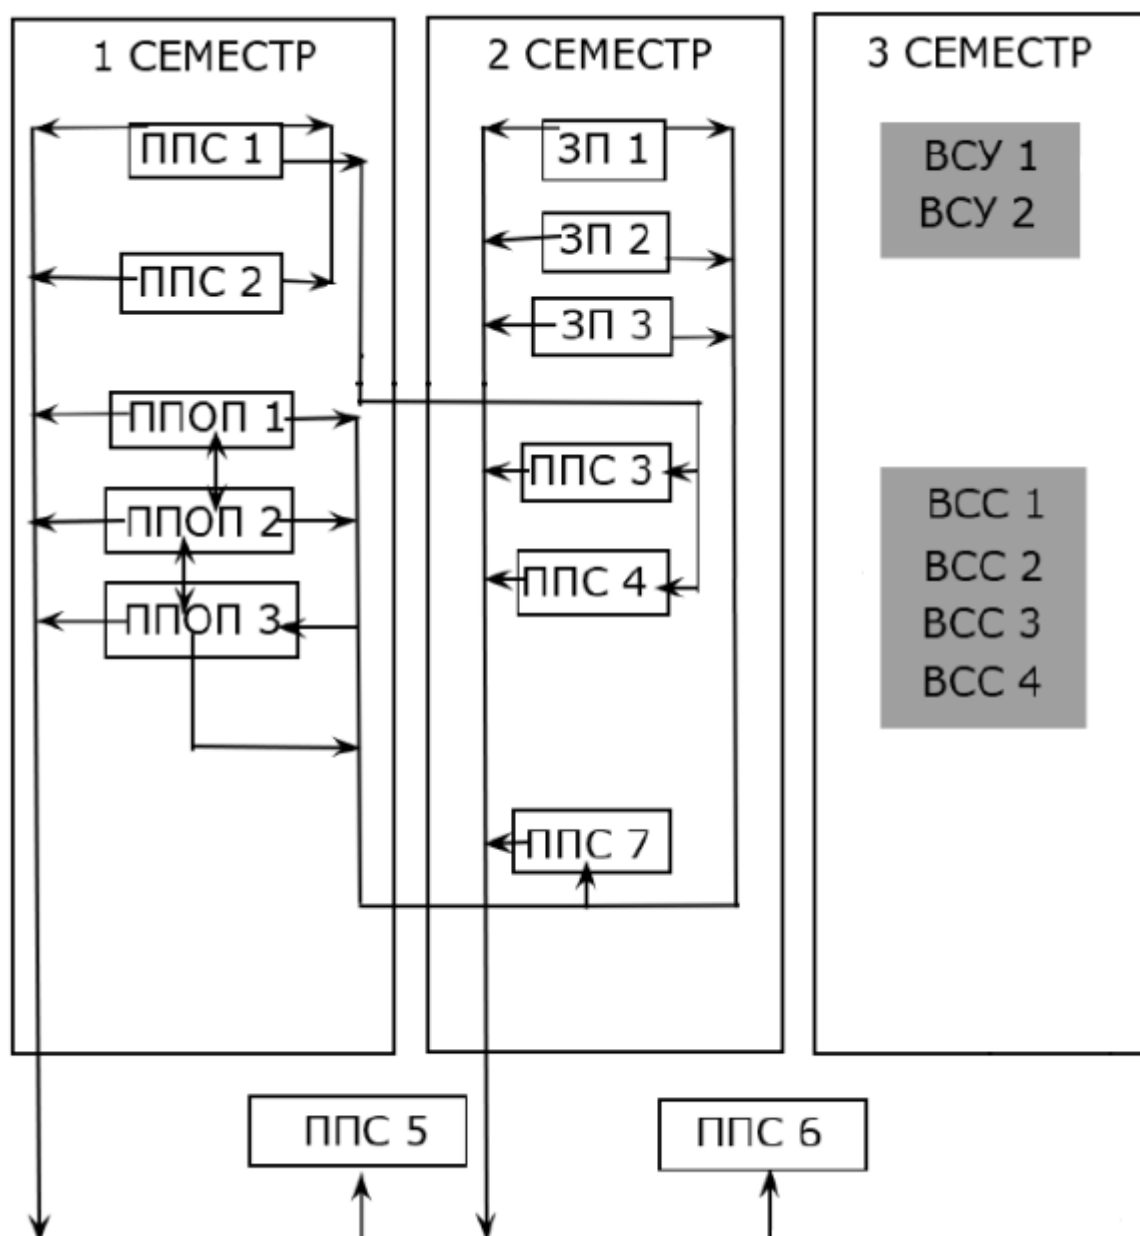 1 СЕМЕСТР
ППС 1
ППС 2
ППОП 1
ППОП 2
ППОП 3
2 СЕМЕСТР
ЗП 1
ЗП 2
ЗП 3
ППС 3
ППС 4
ППС 7
3 СЕМЕСТР
ВСУ 1
ВСУ 2
ВСС 1
ВСС 2
ВСС 3
ВСС 4
ППС 5
ППС 6